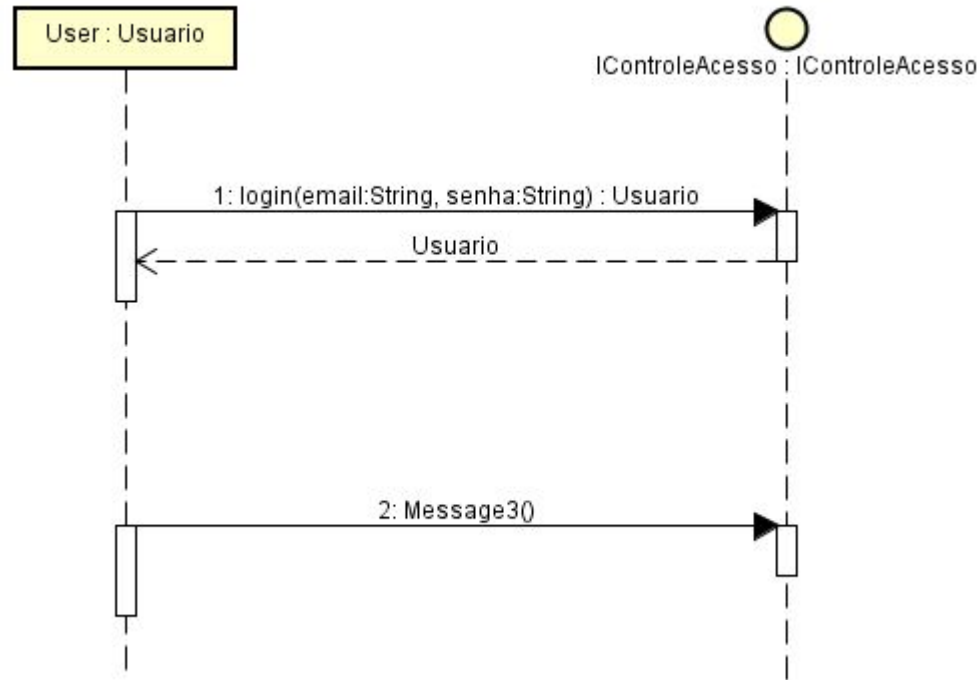 User : Usuario
IControleAcesso : IControleAcesso
1: login(email:String, senha:String) : Usuario
Usuario
2: Message3()